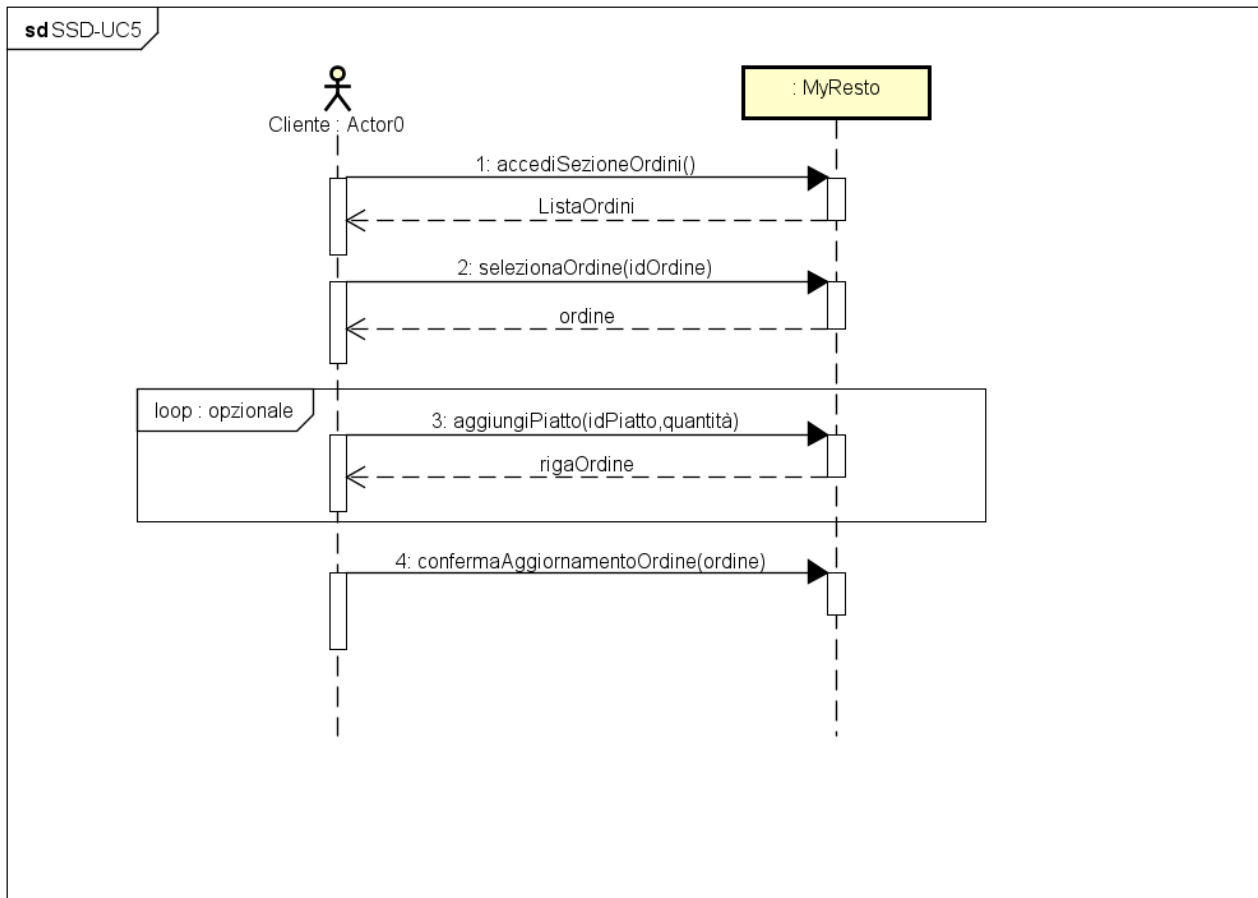 sd SSD-UC5
Cliente : Actor0
: MyResto
1: accediSezioneOrdini()
ListaOrdini
2: selezionaOrdine(idOrdine)
ordine
loop : opzionale
3: aggiungiPiatto(idPiatto,quantità)
rigaOrdine
4: confermaAggiornamentoOrdine(ordine)